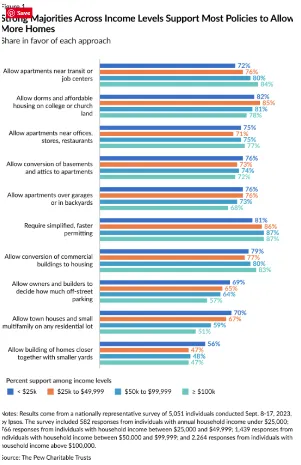 Figure 1
Save
Strong Majorities Across Income Levels Support Most Policies to Allow
More Homes
Share in favor of each approach
Allow apartments near transit or
job centers
72%
76%
80%
84%
Allow dorms and affordable
housing on college or church
land
82%
85%
81%
78%
Allow apartments near offices,
stores, restaurants
75%
71%
75%
77%
Allow conversion of basements
and attics to apartments
76%
73%
74%
72%
Allow apartments over garages
or in backyards
76%
76%
73%
68%
Require simplified, faster
permitting
81%
86%
87%
87%
Allow conversion of commercial
buildings to housing
79%
77%
80%
83%
Allow owners and builders to
decide how much off-street
parking
69%
65%
64%
57%
Allow town houses and small
multifamily on any residential lot
70%
67%
59%
51%
Allow building of homes closer
together with smaller yards
56%
47%
48%
47%
Percent support among income levels
< $25k
$25k to $49,999
$50k to $99,999
≥ $100k
Notes: Results come from a nationally representative survey of 5,051 individuals conducted Sept. 8-17, 2023,
by Ipsos. The survey included 582 responses from individuals with annual household income under $25,000;
766 responses from individuals with household income between $25,000 and $49,999; 1,439 responses from
individuals with household income between $50,000 and $99,999; and 2,264 responses from individuals with
household income above $100,000.
Source: The Pew Charitable Trusts